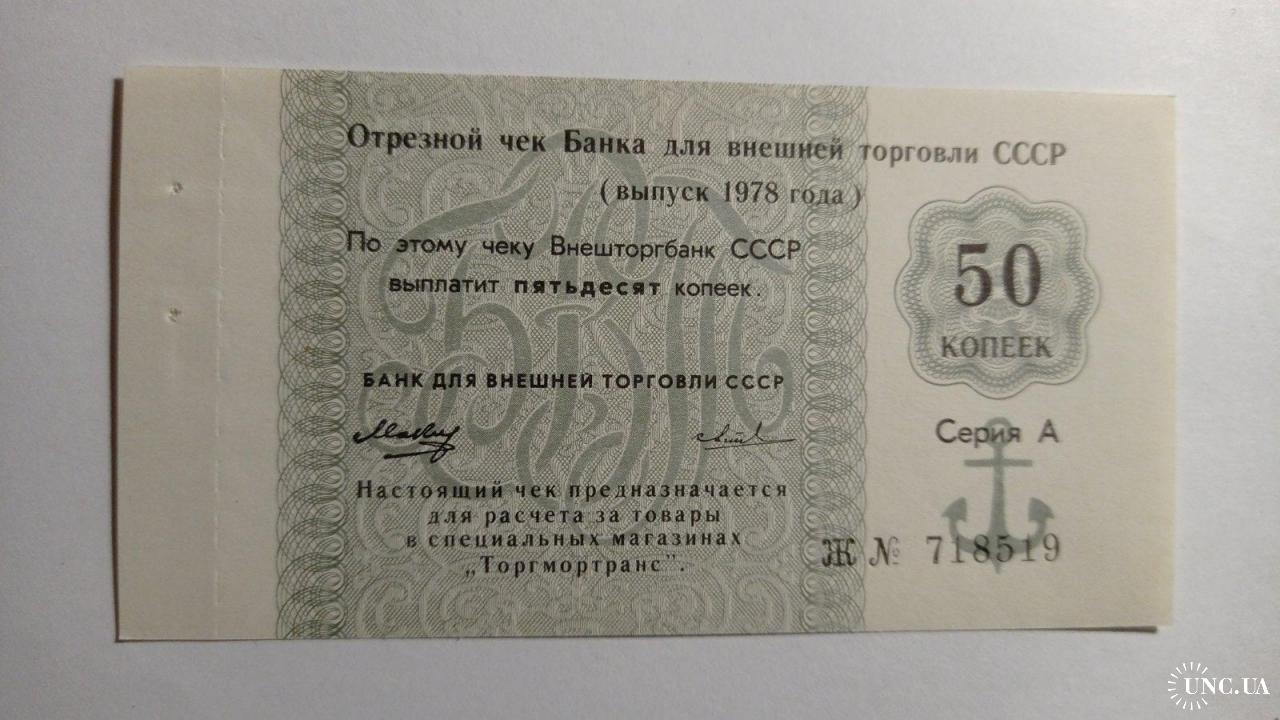 Отрезной чек Банка для внешней торговли СССР
(выпуск 1978 года)
По этому чеку Внешторгбанк СССР
выплатит пятьдесят копеек.
50
КОПЕЕК
БАНК ДЛЯ ВНЕШНЕЙ ТОРГОВЛИ СССР
Серия А
Настоящий чек предназначается
для расчета за товары
в специальных магазинах
„Торгмортранс".
Ж № 718519
UNC.UA